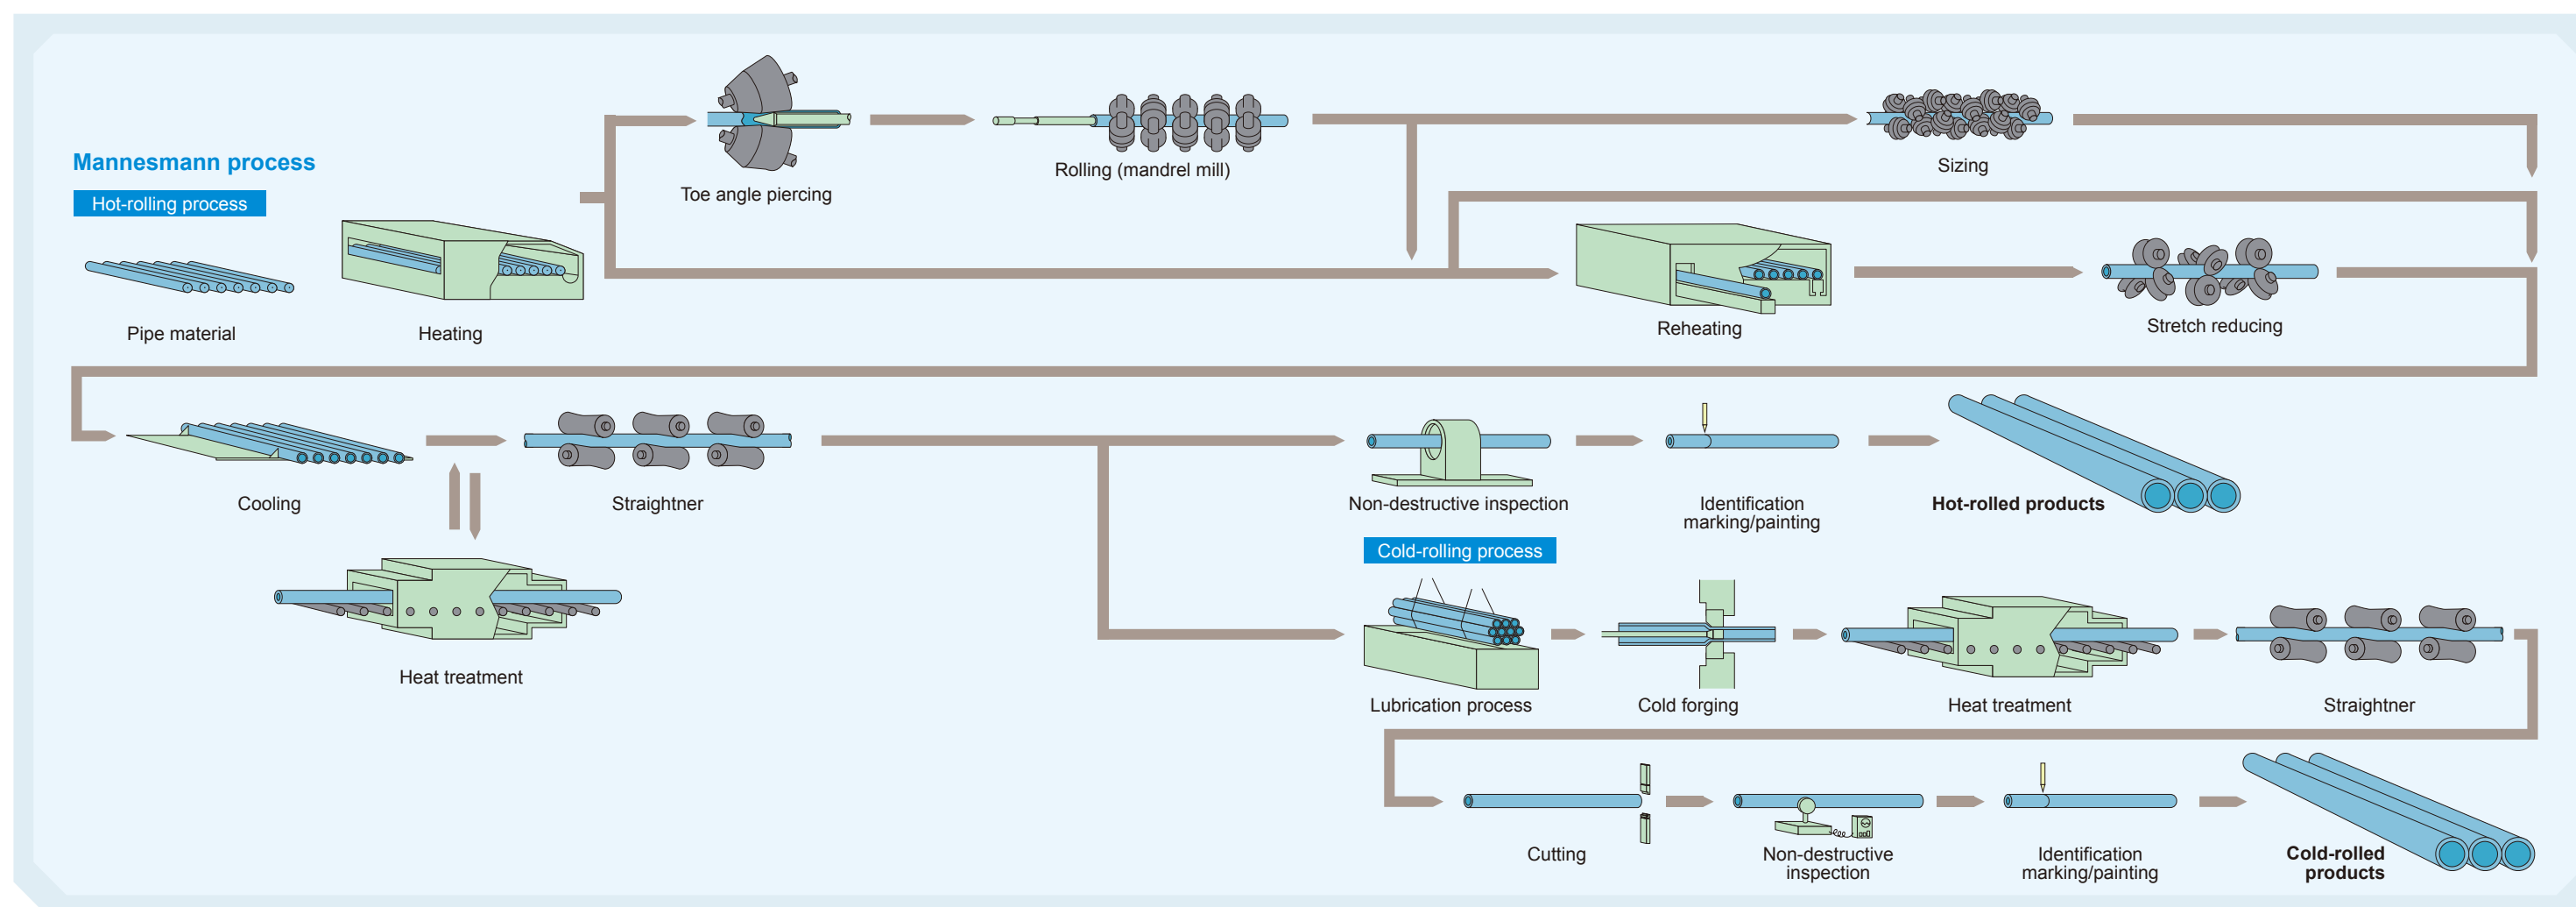 Mannesmann process
Hot-rolling process
Pipe material
Heating
Toe angle piercing
Rolling (mandrel mill)
Sizing
Reheating
Stretch reducing
Cooling
Straightner
Heat treatment
Non-destructive inspection
Identification
marking/painting
Hot-rolled products
Cold-rolling process
Lubrication process
Cold forging
Heat treatment
Straightner
Cutting
Non-destructive
inspection
Identification
marking/painting
Cold-rolled
products